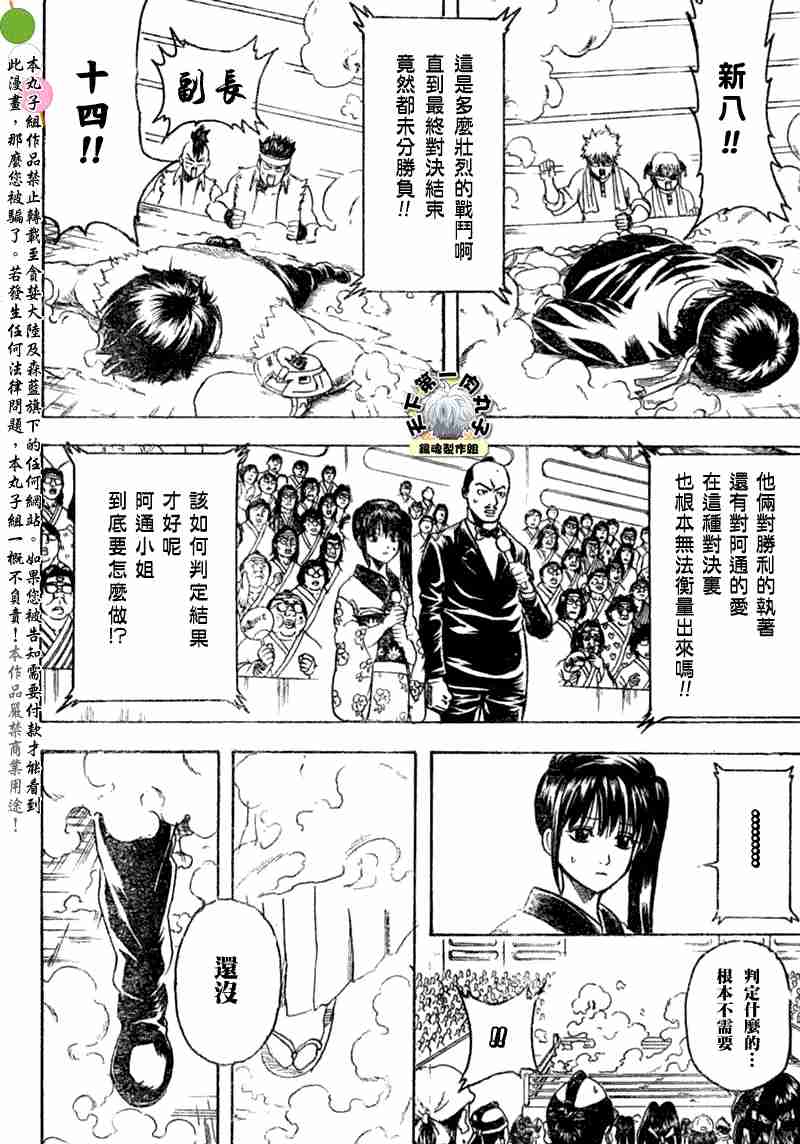 新八!!
這是多麼壯烈的戰鬥啊
直到最終對決結束
竟然都未分勝負!!
副長
十四!!
天下第一肉丸子
銀魂製作組
他倆對勝利的執著
還有對阿通的愛
在這種對決裏
也根本無法衡量出來嗎!!
該如何判定結果
才好呢
阿通小姐
到底要怎麼做!?
………
判定什麼的…
根本不需要
!!
還沒
本丸子組作品禁止轉載至貪婪大陸及森藍旗下的任何網站。如果您被告知需要付款才能看到
此漫畫，那麼您被騙了。若發生任何法律問題，本丸子組一概不負責！本作品嚴禁商業用途！